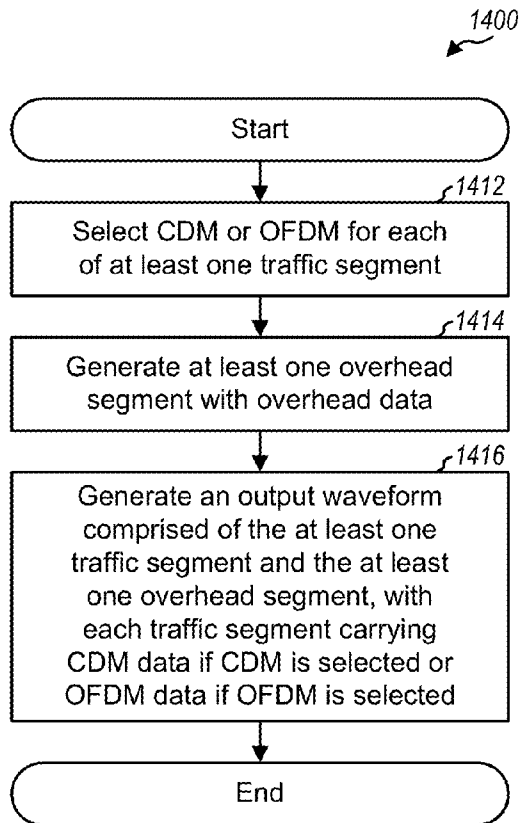 1400
Start
1412
Select CDM or OFDM for each
of at least one traffic segment
1414
Generate at least one overhead
segment with overhead data
1416
Generate an output waveform
comprised of the at least one
traffic segment and the at least
one overhead segment, with
each traffic segment carrying
CDM data if CDM is selected or
OFDM data if OFDM is selected
End